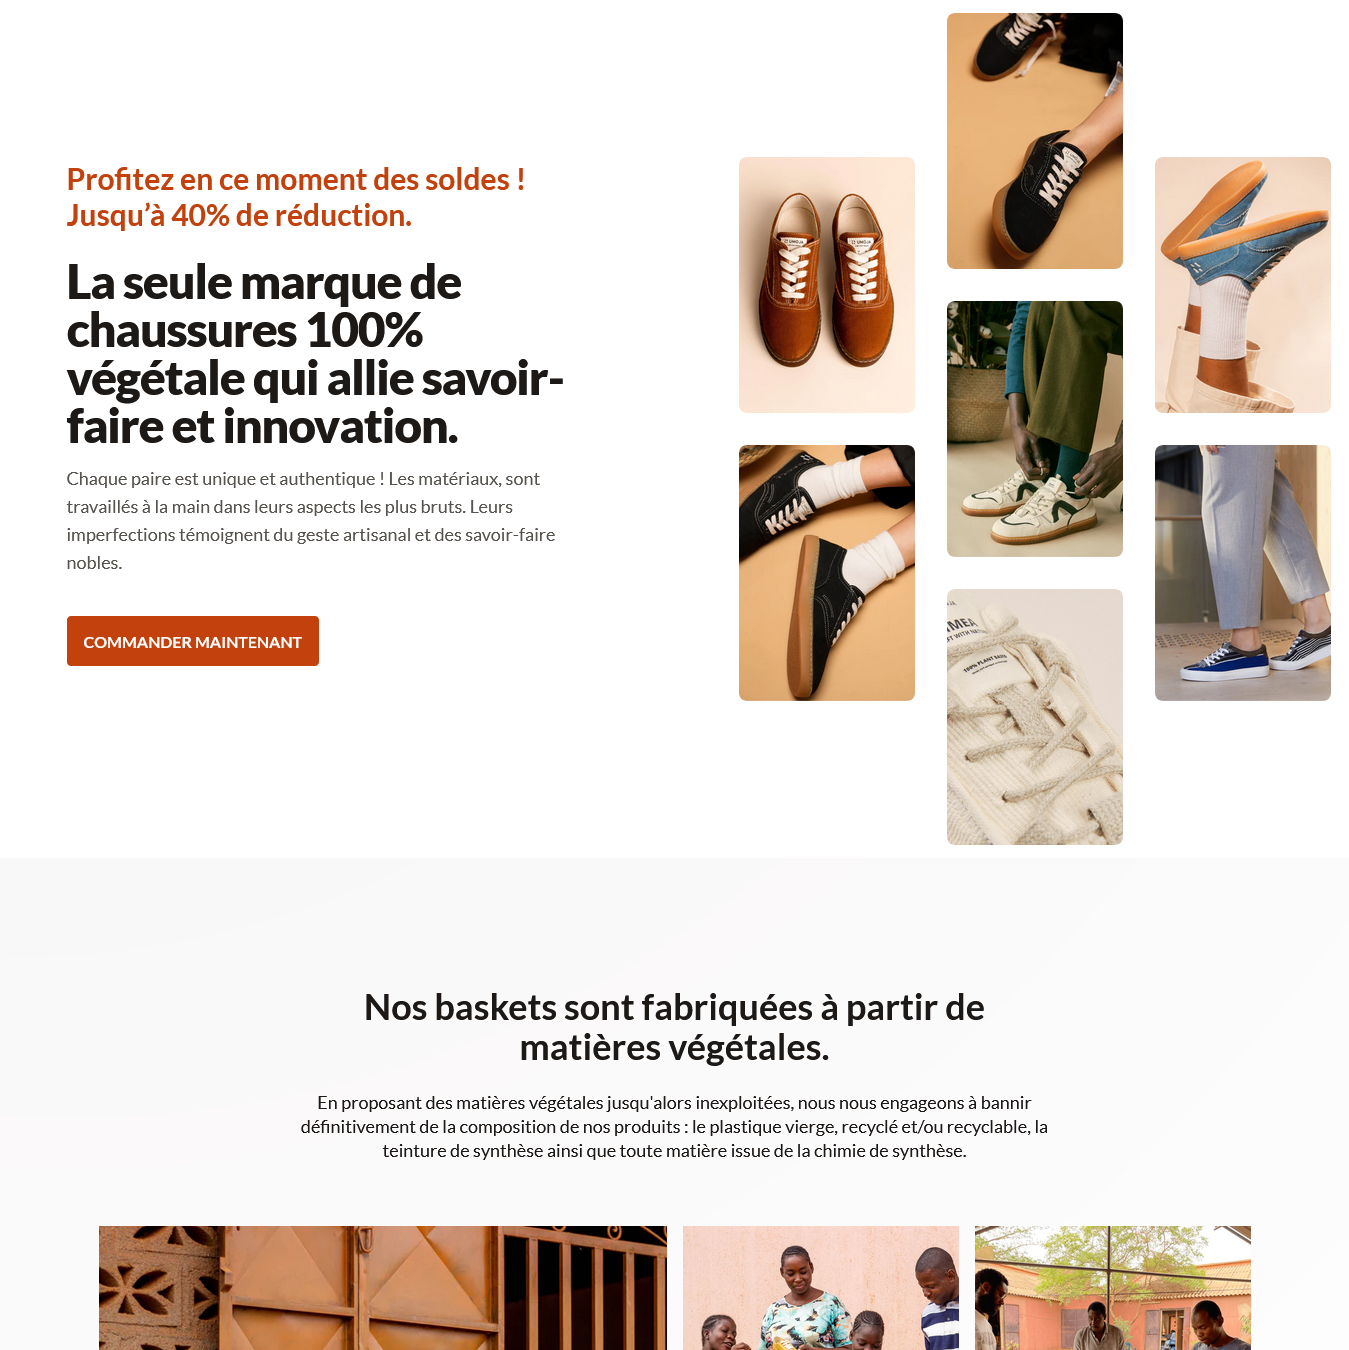 Profitez en ce moment des soldes !
Jusqu’à 40% de réduction.
La seule marque de
chaussures 100%
végétale qui allie savoir-
faire et innovation.
Chaque paire est unique et authentique ! Les matériaux, sont
travaillés à la main dans leurs aspects les plus bruts. Leurs
imperfections témoignent du geste artisanal et des savoir-faire
nobles.
COMMANDER MAINTENANT
UMOJA
UMOJA
100% PLANT BASED
Nos baskets sont fabriquées à partir de
matières végétales.
En proposant des matières végétales jusqu'alors inexploitées, nous nous engageons à bannir
définitivement de la composition de nos produits : le plastique vierge, recyclé et/ou recyclable, la
teinture de synthèse ainsi que toute matière issue de la chimie de synthèse.